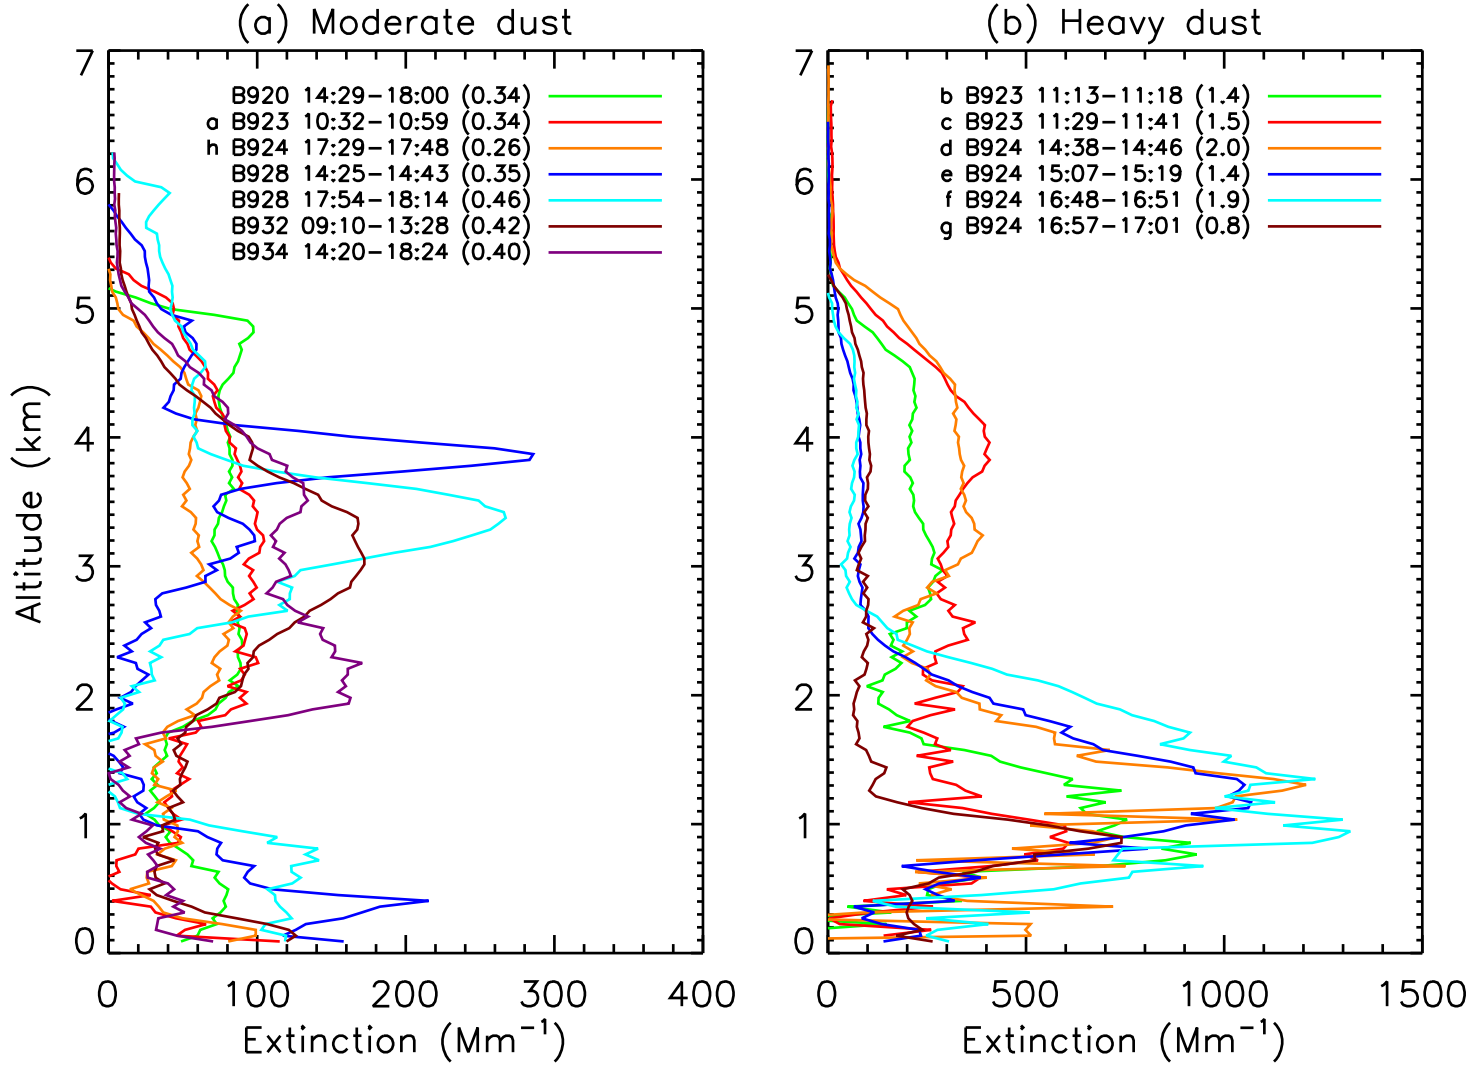 (a) Moderate dust
7
6
5
4
3
2
1
0
Altitude (km)
B920 14:29−18:00 (0.34)
a B923 10:32−10:59 (0.34)
h B924 17:29−17:48 (0.26)
B928 14:25−14:43 (0.35)
B928 17:54−18:14 (0.46)
B932 09:10−13:28 (0.42)
B934 14:20−18:24 (0.40)
0 100 200 300 400
Extinction (Mm⁻¹)
(b) Heavy dust
7
6
5
4
3
2
1
0
b B923 11:13−11:18 (1.4)
c B923 11:29−11:41 (1.5)
d B924 14:38−14:46 (2.0)
e B924 15:07−15:19 (1.4)
f B924 16:48−16:51 (1.9)
g B924 16:57−17:01 (0.8)
0 500 1000 1500
Extinction (Mm⁻¹)